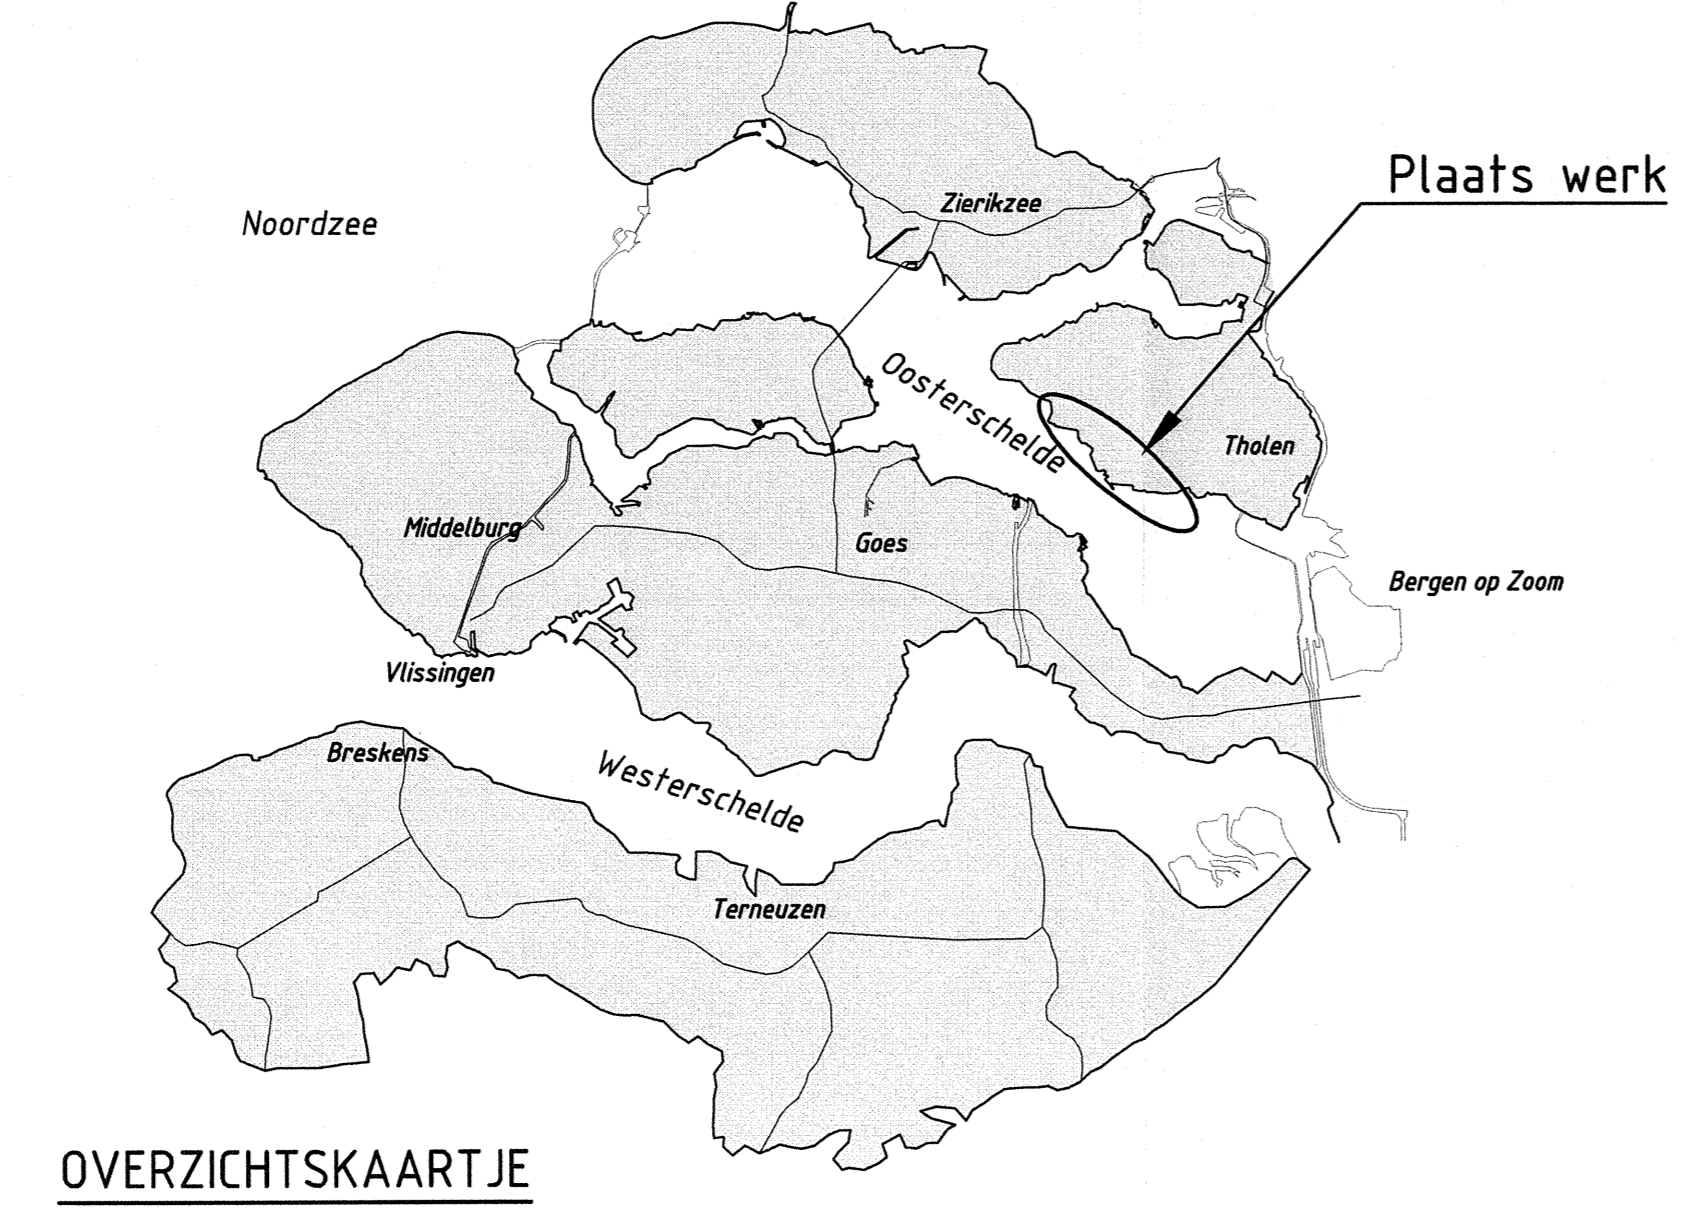 Plaats werk
Zierikzee
Noordzee
Oosterschelde
Tholen
Middelburg
Goes
Bergen op Zoom
Vlissingen
Breskens
Westerschelde
Terneuzen
OVERZICHTSKAARTJE